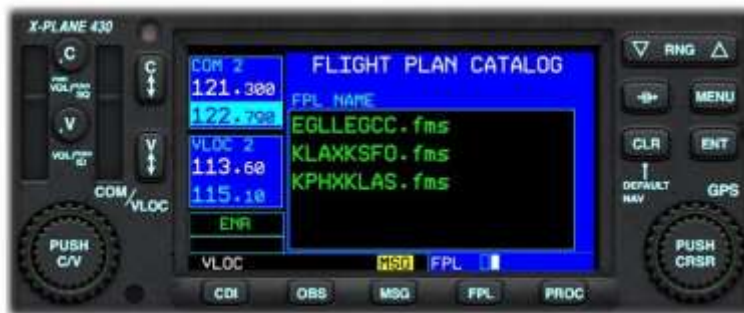 X-PLANE 430
C
PWR
VOL/PUSH
SQ
V
VOL/PUSH
ID
COM/VLOC
PUSH
C/V
C
V
COM 2
121.300
122.790
VLOC 2
113.60
115.10
ENR
VLOC
FLIGHT PLAN CATALOG
FPL NAME
EGLLEGCC.fms
KLAXKSFO.fms
KPHXKLAS.fms
MSG
FPL
RNG
MENU
CLR
ENT
DEFAULT
NAV
GPS
PUSH
CRSR
CDI
OBS
MSG
FPL
PROC